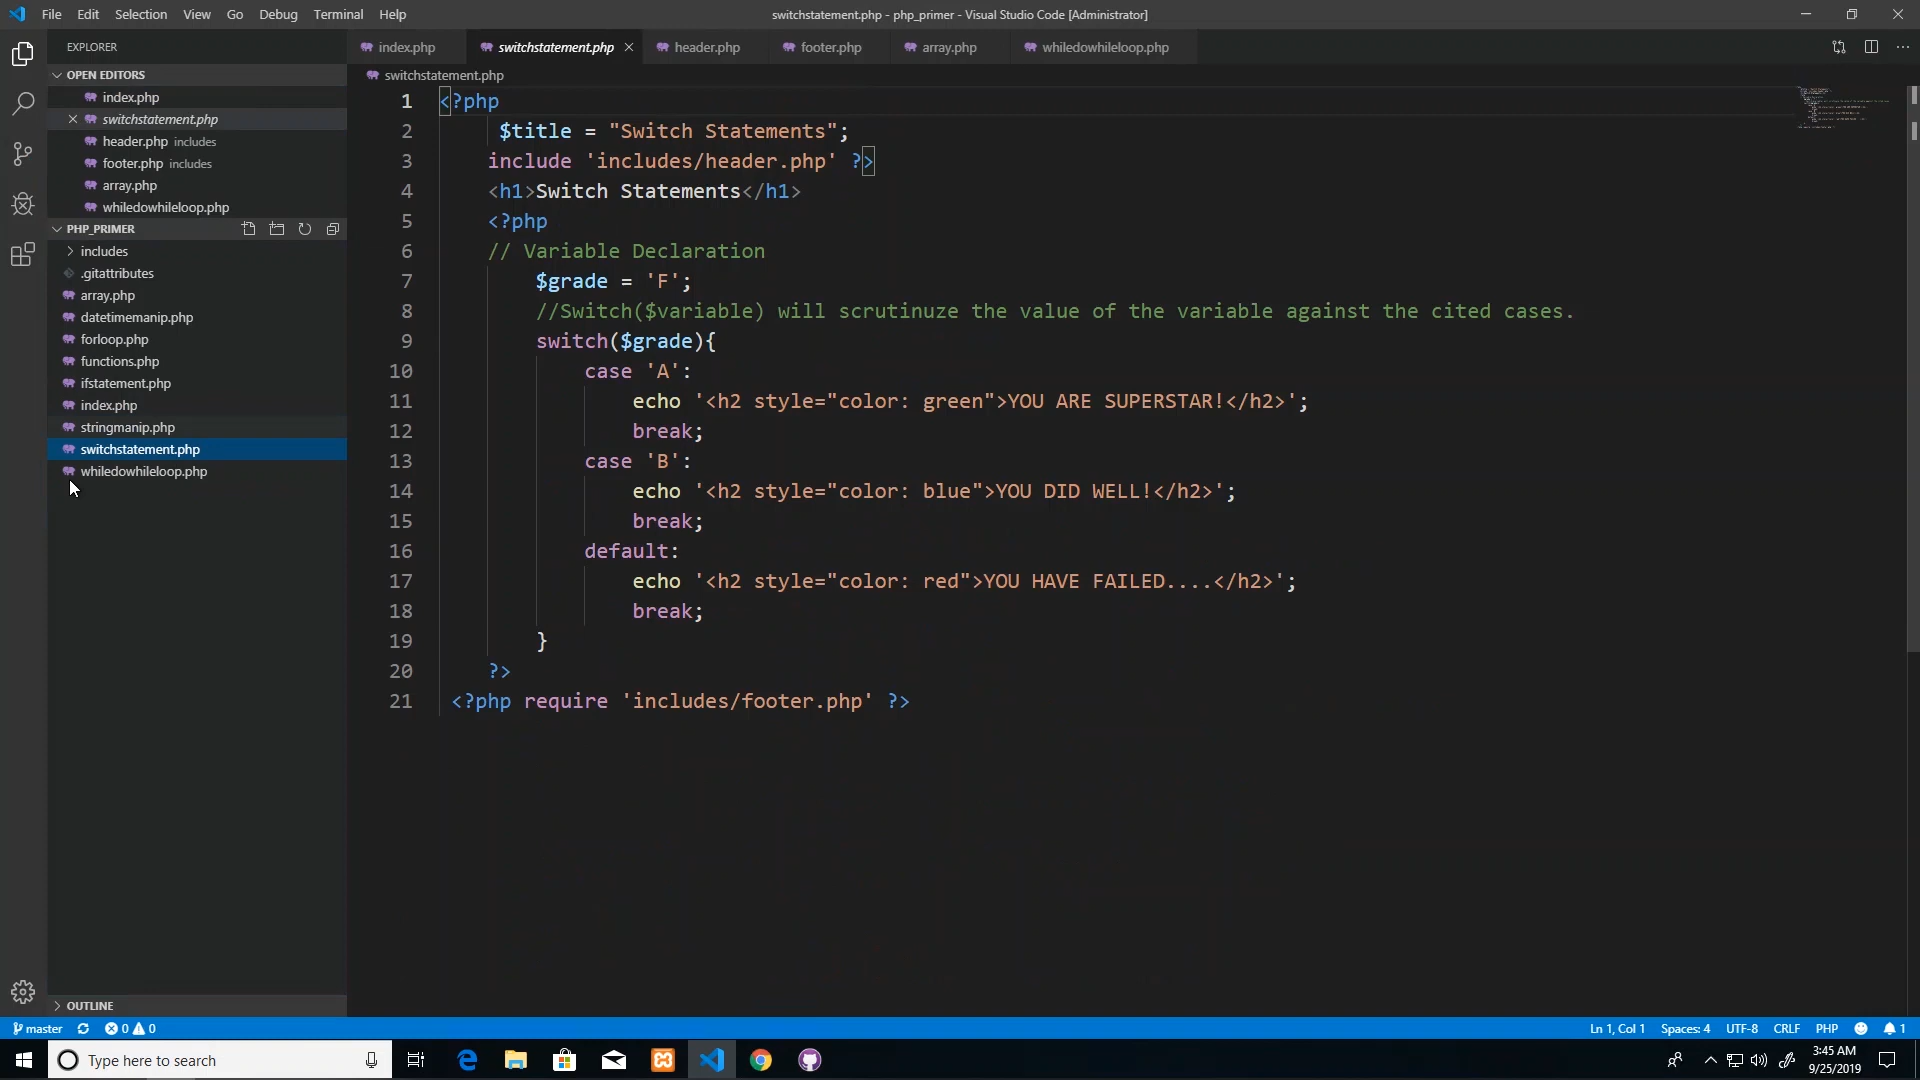 File Edit Selection View Go Debug Terminal Help
switchstatement.php - php_primer - Visual Studio Code [Administrator]
EXPLORER
OPEN EDITORS
index.php
switchstatement.php
header.php includes
footer.php includes
array.php
whiledowhileloop.php
PHP_PRIMER
includes
.gitattributes
array.php
datetimemanip.php
forloop.php
functions.php
ifstatement.php
index.php
stringmanip.php
switchstatement.php
whiledowhileloop.php
OUTLINE
index.php switchstatement.php header.php footer.php array.php whiledowhileloop.php
switchstatement.php
1 <?php
2 $title = "Switch Statements";
3 include 'includes/header.php' ?>
4 <h1>Switch Statements</h1>
5 <?php
6 // Variable Declaration
7 $grade = 'F';
8 //Switch($variable) will scrutinuze the value of the variable against the cited cases.
9 switch($grade){
10 case 'A':
11 echo '<h2 style="color: green">YOU ARE SUPERSTAR!</h2>';
12 break;
13 case 'B':
14 echo '<h2 style="color: blue">YOU DID WELL!</h2>';
15 break;
16 default:
17 echo '<h2 style="color: red">YOU HAVE FAILED....</h2>';
18 break;
19 }
20 ?>
21 <?php require 'includes/footer.php' ?>
master 0 0 Ln 1, Col 1 Spaces: 4 UTF-8 CRLF PHP 1
Type here to search
3:45 AM
9/25/2019